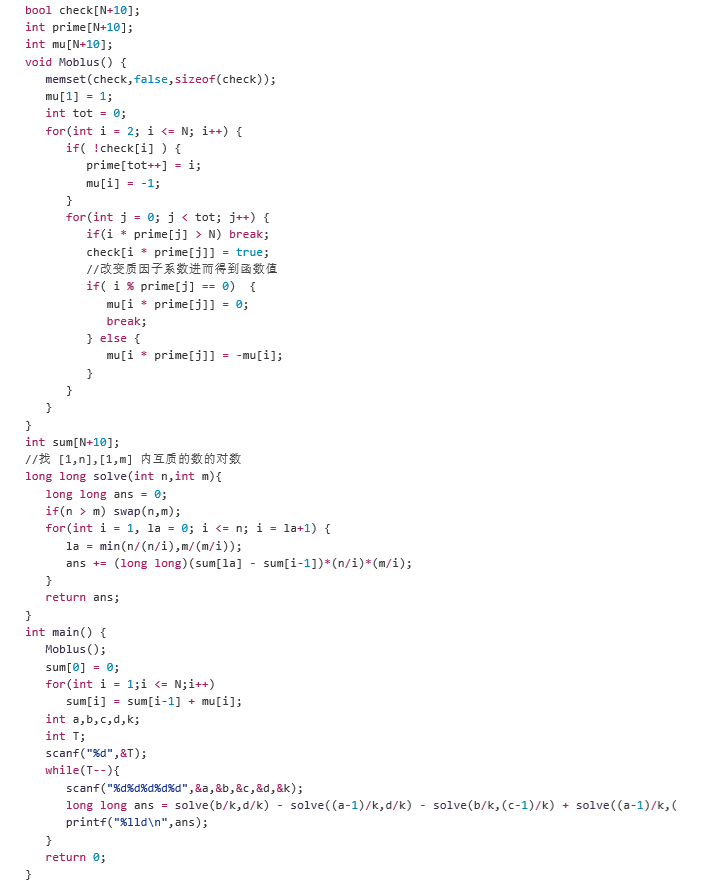 bool check[N+10];
int prime[N+10];
int mu[N+10];
void Moblus() {
   memset(check,false,sizeof(check));
   mu[1] = 1;
   int tot = 0;
   for(int i = 2; i <= N; i++) {
      if( !check[i] ) {
         prime[tot++] = i;
         mu[i] = -1;
      }
      for(int j = 0; j < tot; j++) {
         if(i * prime[j] > N) break;
         check[i * prime[j]] = true;
         //改变质因子系数进而得到函数值
         if( i % prime[j] == 0)  {
            mu[i * prime[j]] = 0;
            break;
         } else {
            mu[i * prime[j]] = -mu[i];
         }
      }
   }
}
int sum[N+10];
//找 [1,n],[1,m] 内互质的数的对数
long long solve(int n,int m){
   long long ans = 0;
   if(n > m) swap(n,m);
   for(int i = 1, la = 0; i <= n; i = la+1) {
      la = min(n/(n/i),m/(m/i));
      ans += (long long)(sum[la] - sum[i-1])*(n/i)*(m/i);
   }
   return ans;
}
int main() {
   Moblus();
   sum[0] = 0;
   for(int i = 1;i <= N;i++)
      sum[i] = sum[i-1] + mu[i];
   int a,b,c,d,k;
   int T;
   scanf("%d",&T);
   while(T--){
      scanf("%d%d%d%d%d",&a,&b,&c,&d,&k);
      long long ans = solve(b/k,d/k) - solve((a-1)/k,d/k) - solve(b/k,(c-1)/k) + solve((a-1)/k,(
      printf("%lld\n",ans);
   }
   return 0;
}